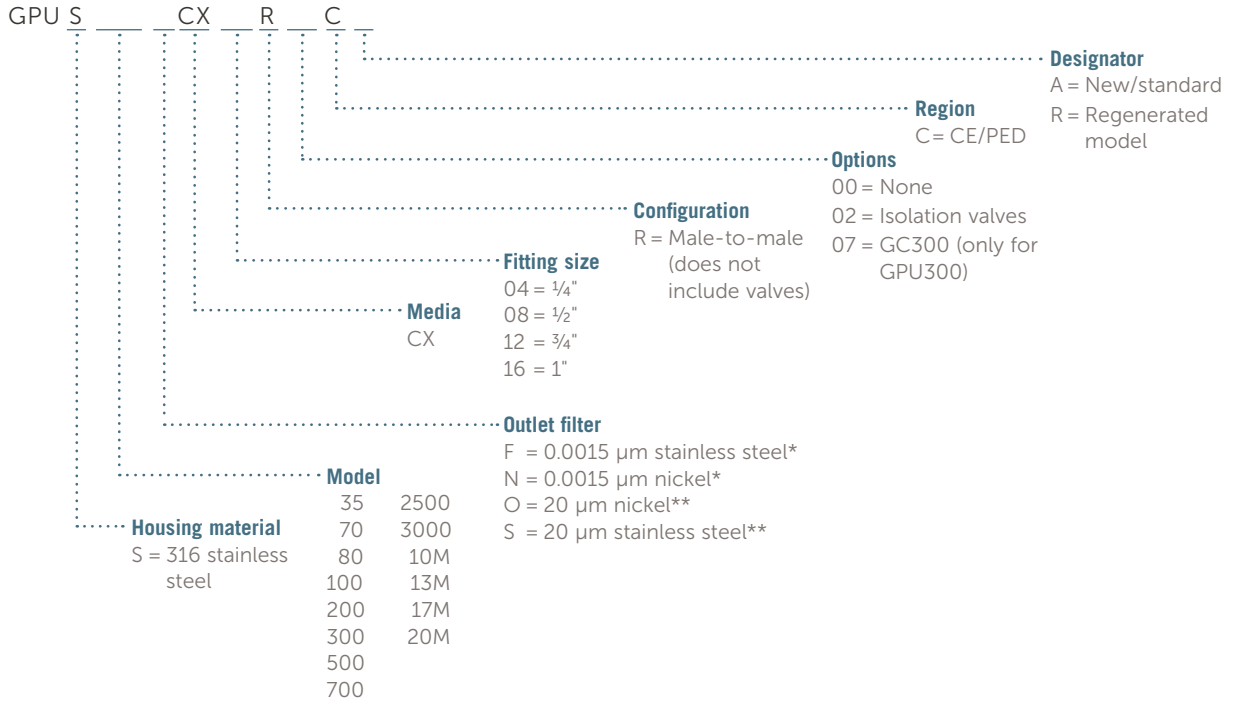 GPU S CX R C
Designator
A = New/standard
R = Regenerated
model
Region
C= CE/PED
Options
00 = None
02 = Isolation valves
07 = GC300 (only for
GPU300)
Configuration
R = Male-to-male
(does not
include valves)
Fitting size
04 = ¼"
08 = ½"
12 = ¾"
16 = 1"
Media
CX
Outlet filter
F = 0.0015 µm stainless steel*
N = 0.0015 µm nickel*
O = 20 µm nickel**
S = 20 µm stainless steel**
Model
35 2500
70 3000
80 10M
100 13M
200 17M
300 20M
500
700
Housing material
S = 316 stainless
steel